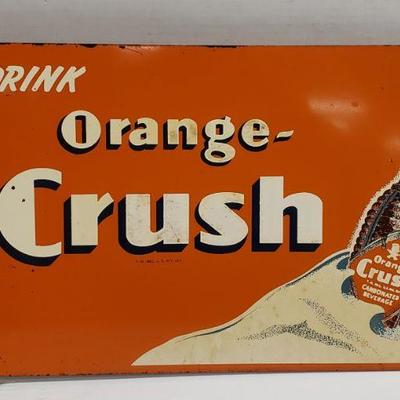 DRINK
Orange-
Crush
Orange
Crush
CARBONATED
BEVERAGE